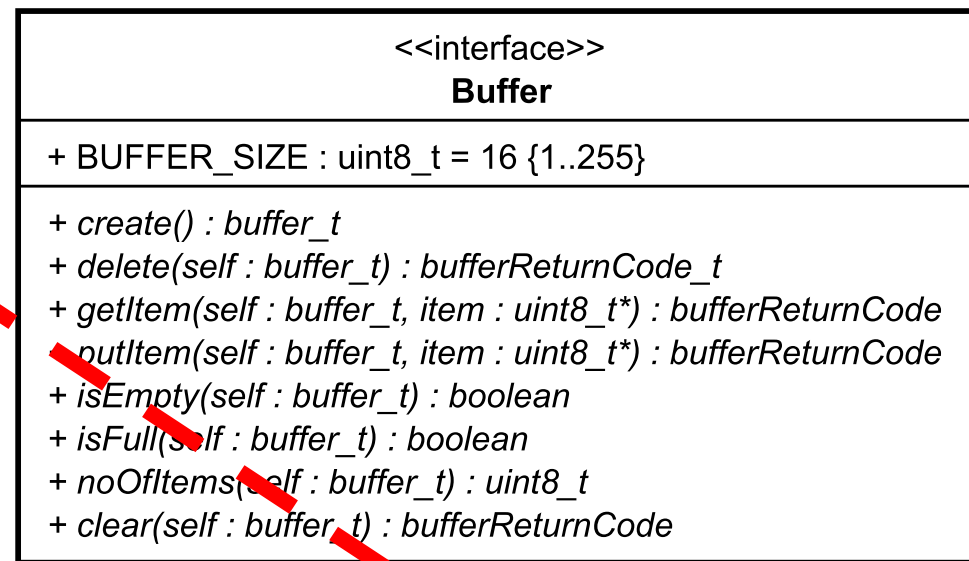 <<interface>>
Buffer
+ BUFFER_SIZE : uint8_t = 16 {1..255}
+ create() : buffer_t
+ delete(self : buffer_t) : bufferReturnCode_t
+ getItem(self : buffer_t, item : uint8_t*) : bufferReturnCode
putItem(self : buffer_t, item : uint8_t*) : bufferReturnCode
+ isEmpty(self : buffer_t) : boolean
+ isFull(self : buffer_t) : boolean
+ noOfItems(self : buffer_t) : uint8_t
+ clear(self : buffer_t) : bufferReturnCode